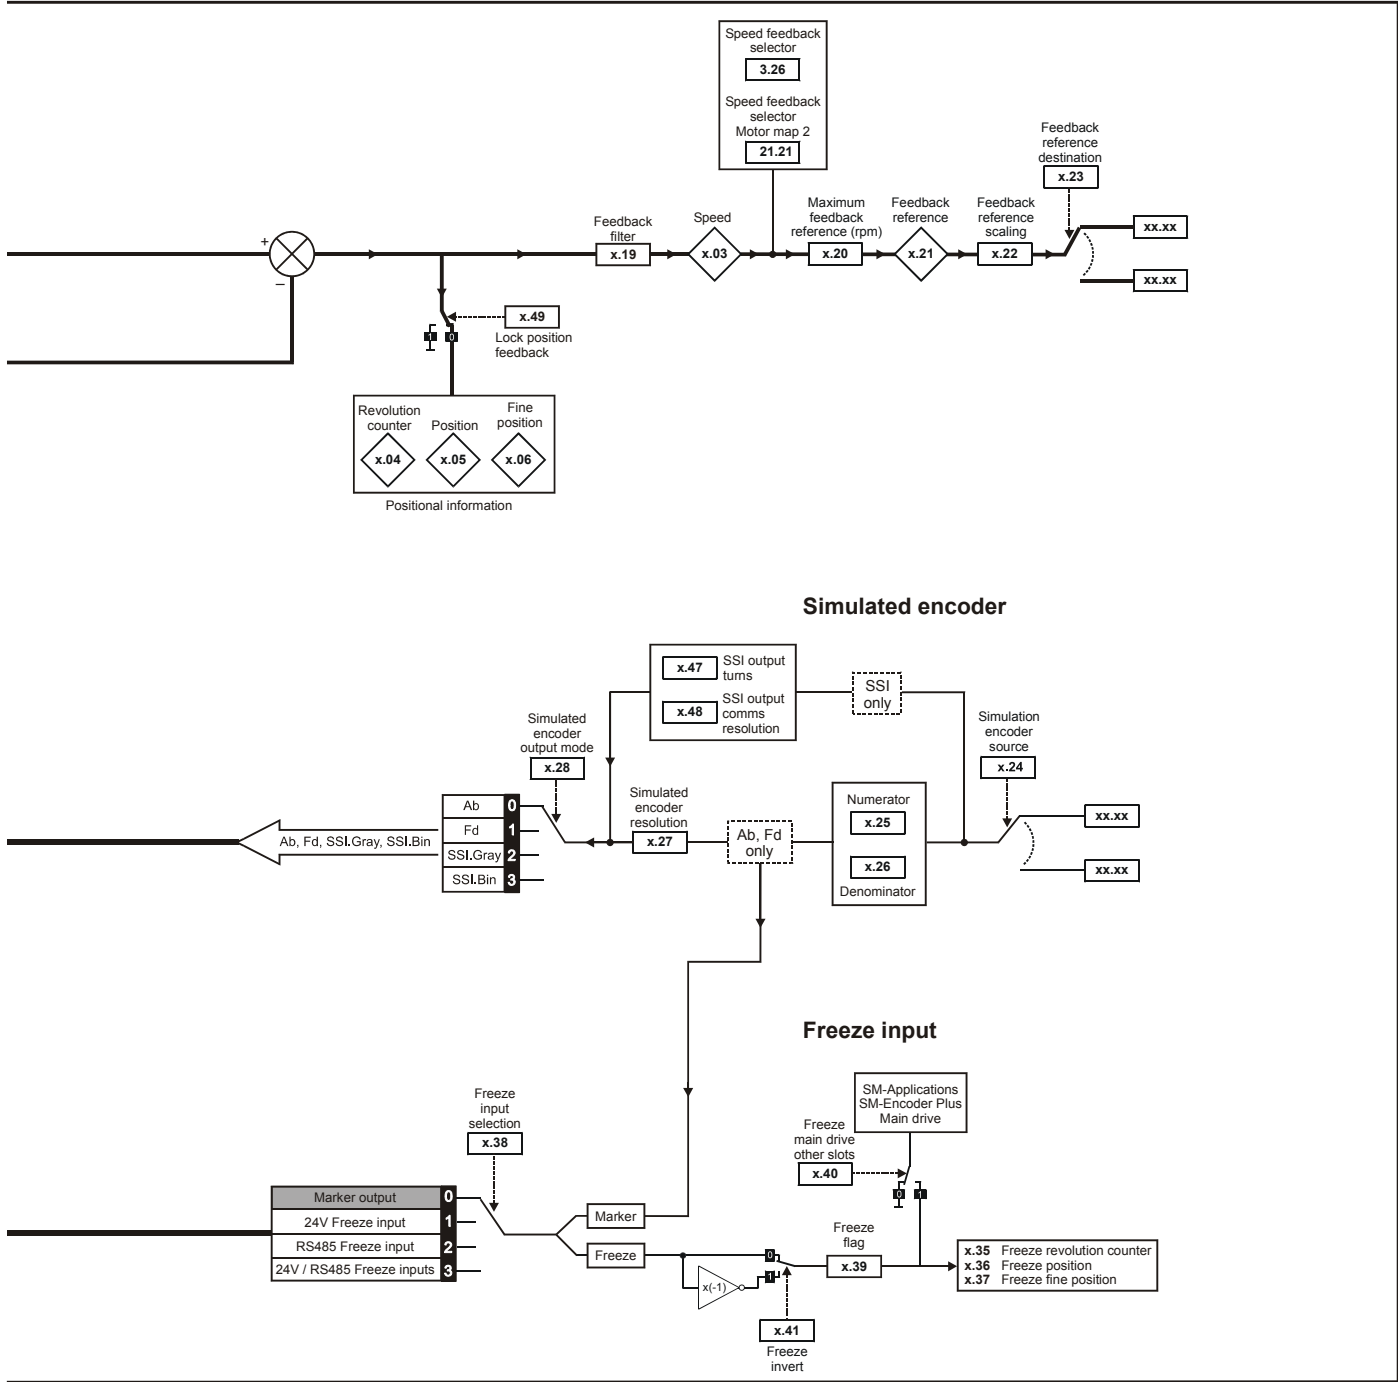 Speed feedback
selector
3.26
Speed feedback
selector
Motor map 2
21.21
Feedback
reference
destination
x.23
Feedback
filter
x.19
Speed
x.03
Maximum
feedback
reference (rpm)
x.20
Feedback
reference
x.21
Feedback
reference
scaling
x.22
xx.xx
xx.xx
+
–
x.49
Lock position
feedback
1 0
Revolution
counter
x.04
Position
x.05
Fine
position
x.06
Positional information
Simulated encoder
x.47 SSI output
turns
x.48 SSI output
comms
resolution
SSI
only
Simulation
encoder
source
x.24
Simulated
encoder
output mode
x.28
Simulated
encoder
resolution
x.27
Ab, Fd
only
Numerator
x.25
x.26
Denominator
xx.xx
xx.xx
Ab, Fd, SSI.Gray, SSI.Bin
Ab 0
Fd 1
SSI.Gray 2
SSI.Bin 3
Freeze input
SM-Applications
SM-Encoder Plus
Main drive
Freeze
main drive
other slots
x.40
0 1
Freeze
input
selection
x.38
Marker output 0
24V Freeze input 1
RS485 Freeze input 2
24V / RS485 Freeze inputs 3
Marker
Freeze
x(-1)
0
1
Freeze
flag
x.39
x.41
Freeze
invert
x.35 Freeze revolution counter
x.36 Freeze position
x.37 Freeze fine position